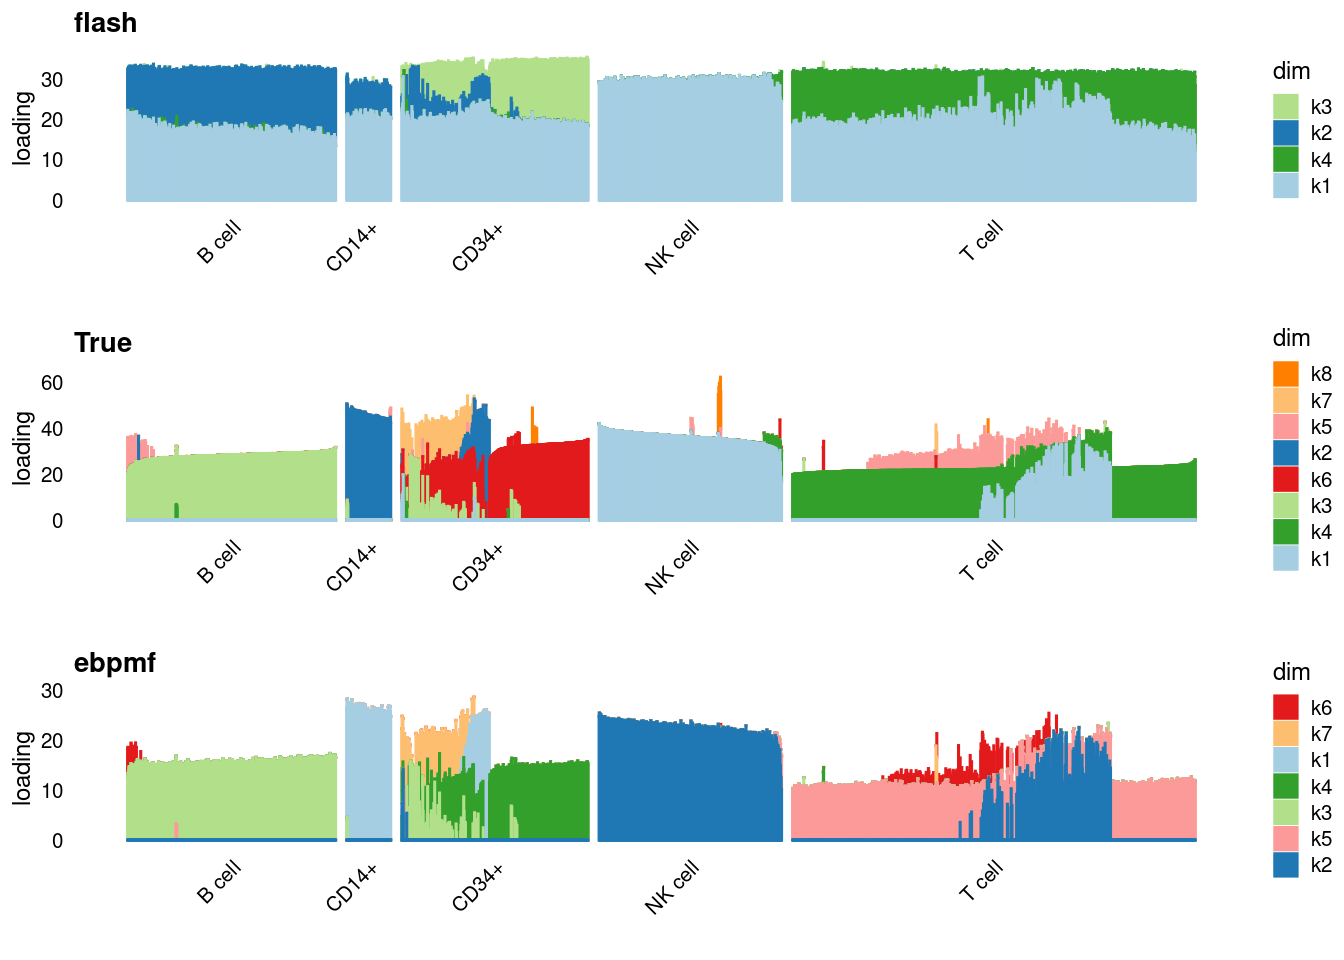 flash
loading
30
20
10
0
B cell
CD14+
CD34+
NK cell
T cell
dim
k3
k2
k4
k1
True
loading
60
40
20
0
B cell
CD14+
CD34+
NK cell
T cell
dim
k8
k7
k5
k2
k6
k3
k4
k1
ebpmf
loading
30
20
10
0
B cell
CD14+
CD34+
NK cell
T cell
dim
k6
k7
k1
k4
k3
k5
k2